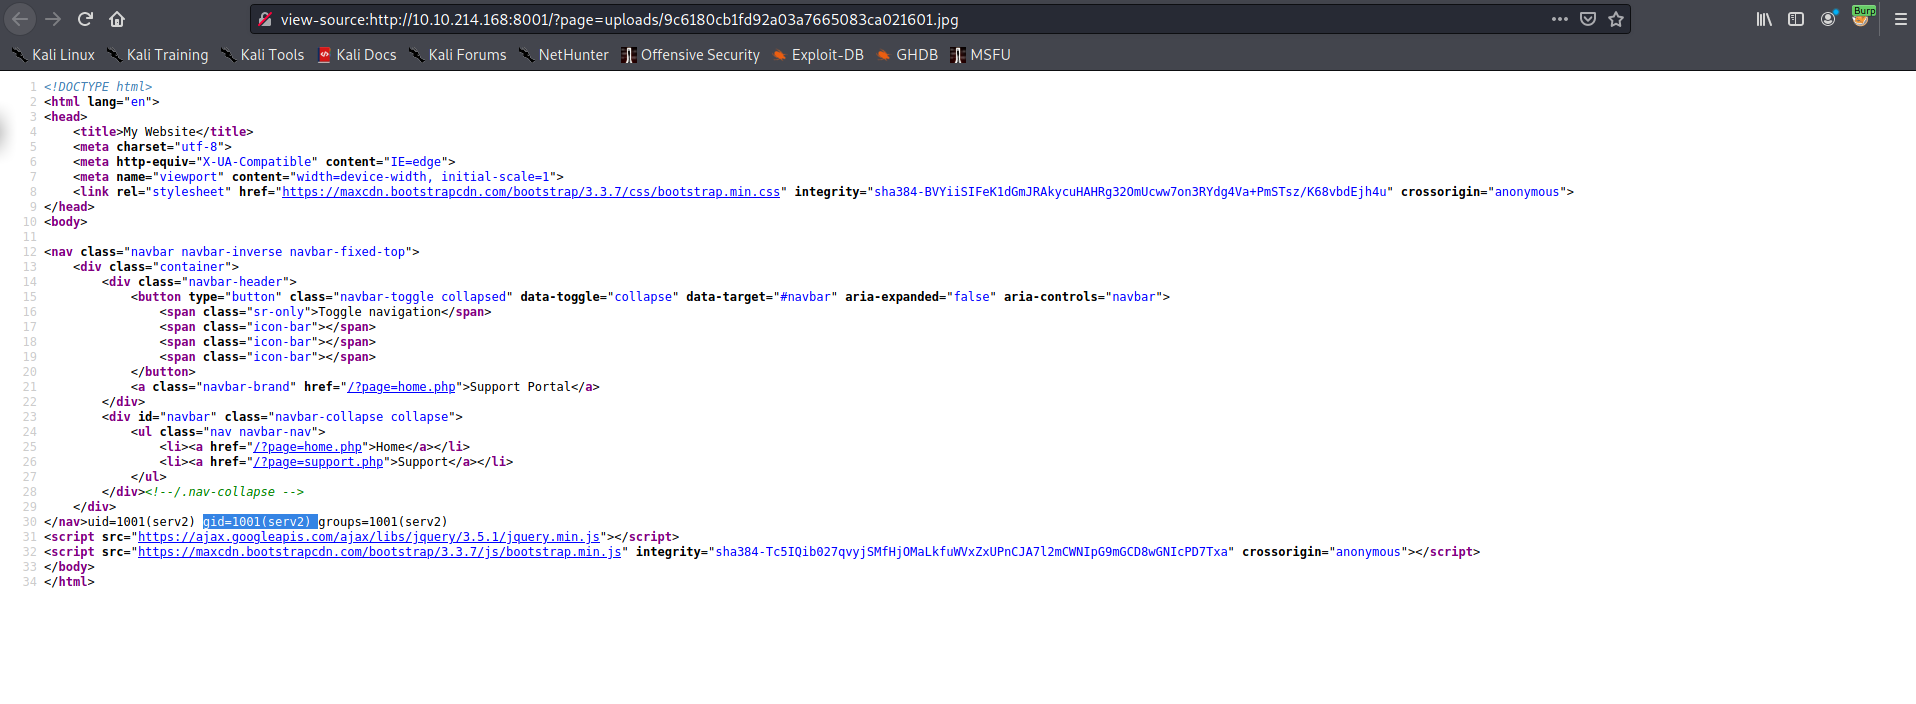 view-source:http://10.10.214.168:8001/?page=uploads/9c6180cb1fd92a03a7665083ca021601.jpg
Burp
Kali Linux Kali Training Kali Tools Kali Docs Kali Forums NetHunter Offensive Security Exploit-DB GHDB MSFU
1 <!DOCTYPE html>
2 <html lang="en">
3 <head>
4 <title>My Website</title>
5 <meta charset="utf-8">
6 <meta http-equiv="X-UA-Compatible" content="IE=edge">
7 <meta name="viewport" content="width=device-width, initial-scale=1">
8 <link rel="stylesheet" href="https://maxcdn.bootstrapcdn.com/bootstrap/3.3.7/css/bootstrap.min.css" integrity="sha384-BVYiiSIFeK1dGmJRAkycuHAHRg32OmUcww7on3RYdg4Va+PmSTsz/K68vbdEjh4u" crossorigin="anonymous">
9 </head>
10 <body>
11
12 <nav class="navbar navbar-inverse navbar-fixed-top">
13 <div class="container">
14 <div class="navbar-header">
15 <button type="button" class="navbar-toggle collapsed" data-toggle="collapse" data-target="#navbar" aria-expanded="false" aria-controls="navbar">
16 <span class="sr-only">Toggle navigation</span>
17 <span class="icon-bar"></span>
18 <span class="icon-bar"></span>
19 <span class="icon-bar"></span>
20 </button>
21 <a class="navbar-brand" href="/?page=home.php">Support Portal</a>
22 </div>
23 <div id="navbar" class="navbar-collapse collapse">
24 <ul class="nav navbar-nav">
25 <li><a href="/?page=home.php">Home</a></li>
26 <li><a href="/?page=support.php">Support</a></li>
27 </ul>
28 </div><!--/.nav-collapse -->
29 </div>
30 </nav>uid=1001(serv2) gid=1001(serv2) groups=1001(serv2)
31 <script src="https://ajax.googleapis.com/ajax/libs/jquery/3.5.1/jquery.min.js"></script>
32 <script src="https://maxcdn.bootstrapcdn.com/bootstrap/3.3.7/js/bootstrap.min.js" integrity="sha384-Tc5IQib027qvyjSMfHjOMaLkfuWVxZxUPnCJA7l2mCWNIpG9mGCD8wGNIcPD7Txa" crossorigin="anonymous"></script>
33 </body>
34 </html>